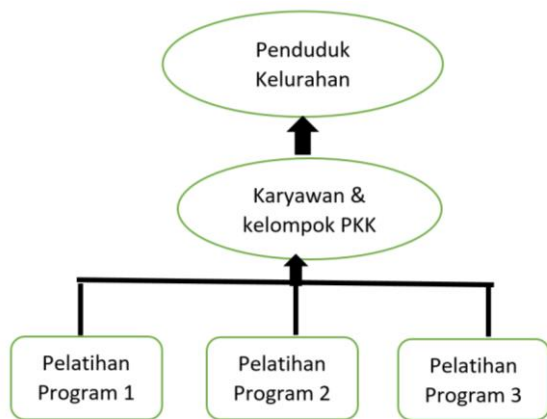 Penduduk
Kelurahan
Karyawan &
kelompok PKK
Pelatihan
Program 1
Pelatihan
Program 2
Pelatihan
Program 3